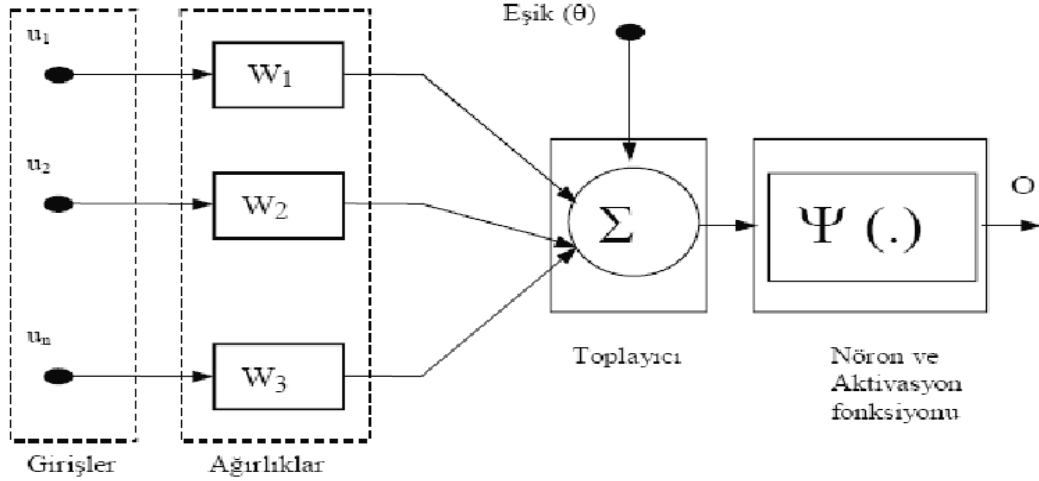 Eşik (θ)
u₁
W₁
u₂
W₂
Σ
Ψ (.)
O
uₙ
W₃
Toplayıcı
Nöron ve
Aktivasyon
fonksiyonu
Girişler
Ağırlıklar